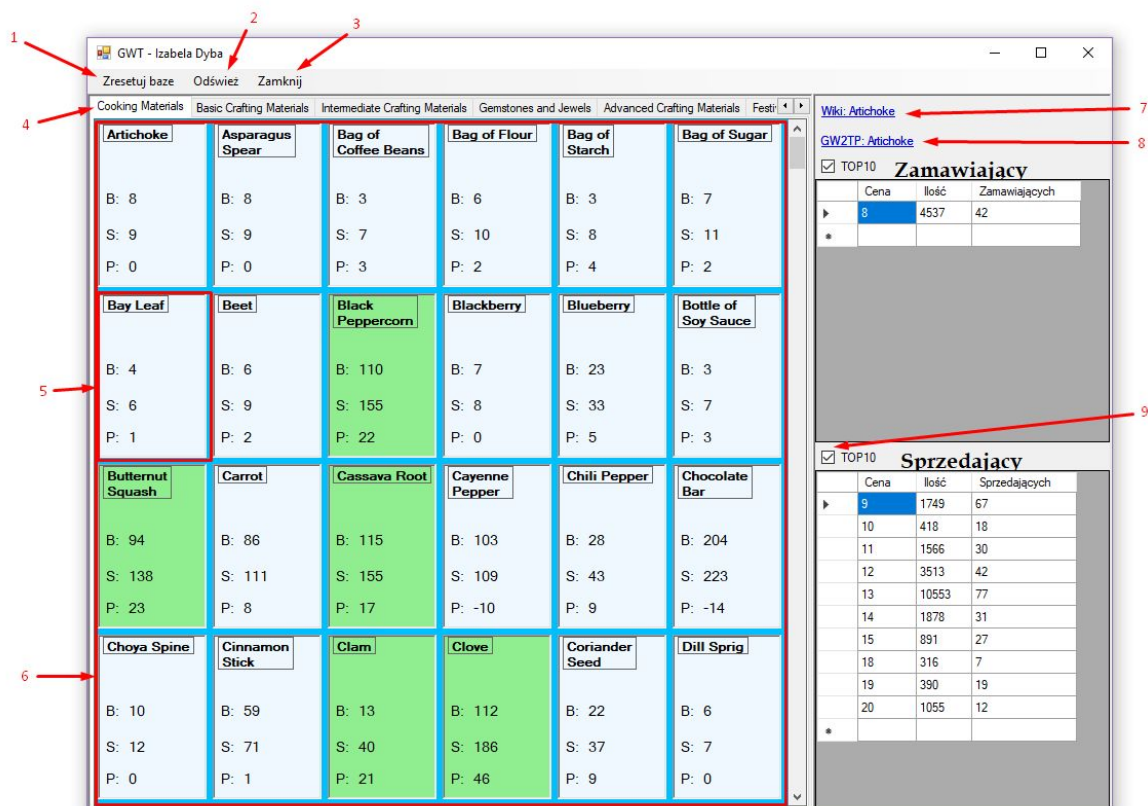 1
2
3
GWT - Izabela Dyba
Zresetuj baze Odśwież Zamknij
4
Cooking Materials Basic Crafting Materials Intermediate Crafting Materials Gemstones and Jewels Advanced Crafting Materials Festi
Artichoke
B: 8
S: 9
P: 0
Asparagus
Spear
B: 8
S: 9
P: 0
Bag of
Coffee Beans
B: 3
S: 7
P: 3
Bag of Flour
B: 6
S: 10
P: 2
Bag of
Starch
B: 3
S: 8
P: 4
Bag of Sugar
B: 7
S: 11
P: 2
5
Bay Leaf
B: 4
S: 6
P: 1
Beet
B: 6
S: 9
P: 2
Black
Peppercorn
B: 110
S: 155
P: 22
Blackberry
B: 7
S: 8
P: 0
Blueberry
B: 23
S: 33
P: 5
Bottle of
Soy Sauce
B: 3
S: 7
P: 3
Butternut
Squash
B: 94
S: 138
P: 23
Carrot
B: 86
S: 111
P: 8
Cassava Root
B: 115
S: 155
P: 17
Cayenne
Pepper
B: 103
S: 109
P: -10
Chili Pepper
B: 28
S: 43
P: 9
Chocolate
Bar
B: 204
S: 223
P: -14
6
Choya Spine
B: 10
S: 12
P: 0
Cinnamon
Stick
B: 59
S: 71
P: 1
Clam
B: 13
S: 40
P: 21
Clove
B: 112
S: 186
P: 46
Coriander
Seed
B: 22
S: 37
P: 9
Dill Sprig
B: 6
S: 7
P: 0
Wiki: Artichoke
7
GW2TP: Artichoke
8
TOP10 Zamawiający
Cena Ilość Zamawiających
8 4537 42
9
TOP10 Sprzedający
Cena Ilość Sprzedających
9 1749 67
10 418 18
11 1566 30
12 3513 42
13 10553 77
14 1878 31
15 891 27
18 316 7
19 390 19
20 1055 12